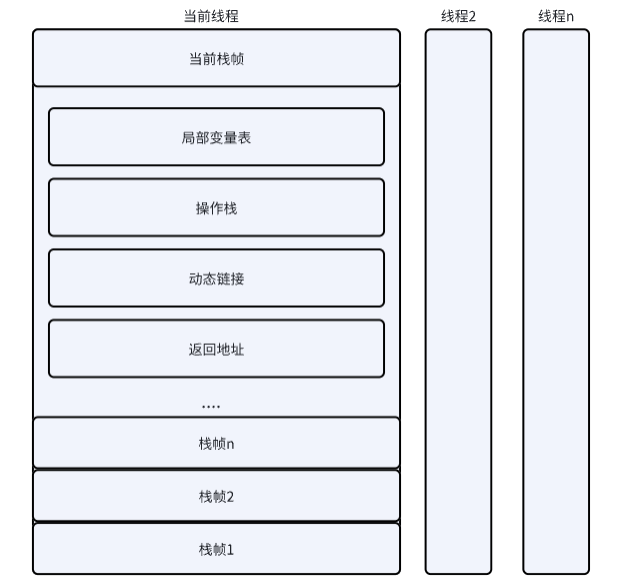 当前线程
线程2
线程n
当前栈帧
局部变量表
操作栈
动态链接
返回地址
....
栈帧n
栈帧2
栈帧1